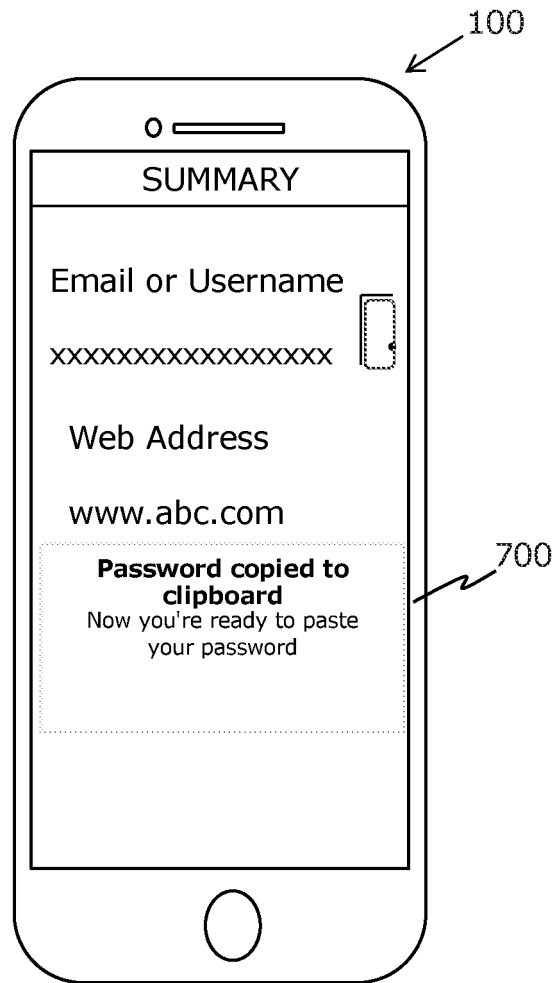 100
SUMMARY
Email or Username
xxxxxxxxxxxxxxxxx
Web Address
www.abc.com
700
Password copied to
clipboard
Now you're ready to paste
your password